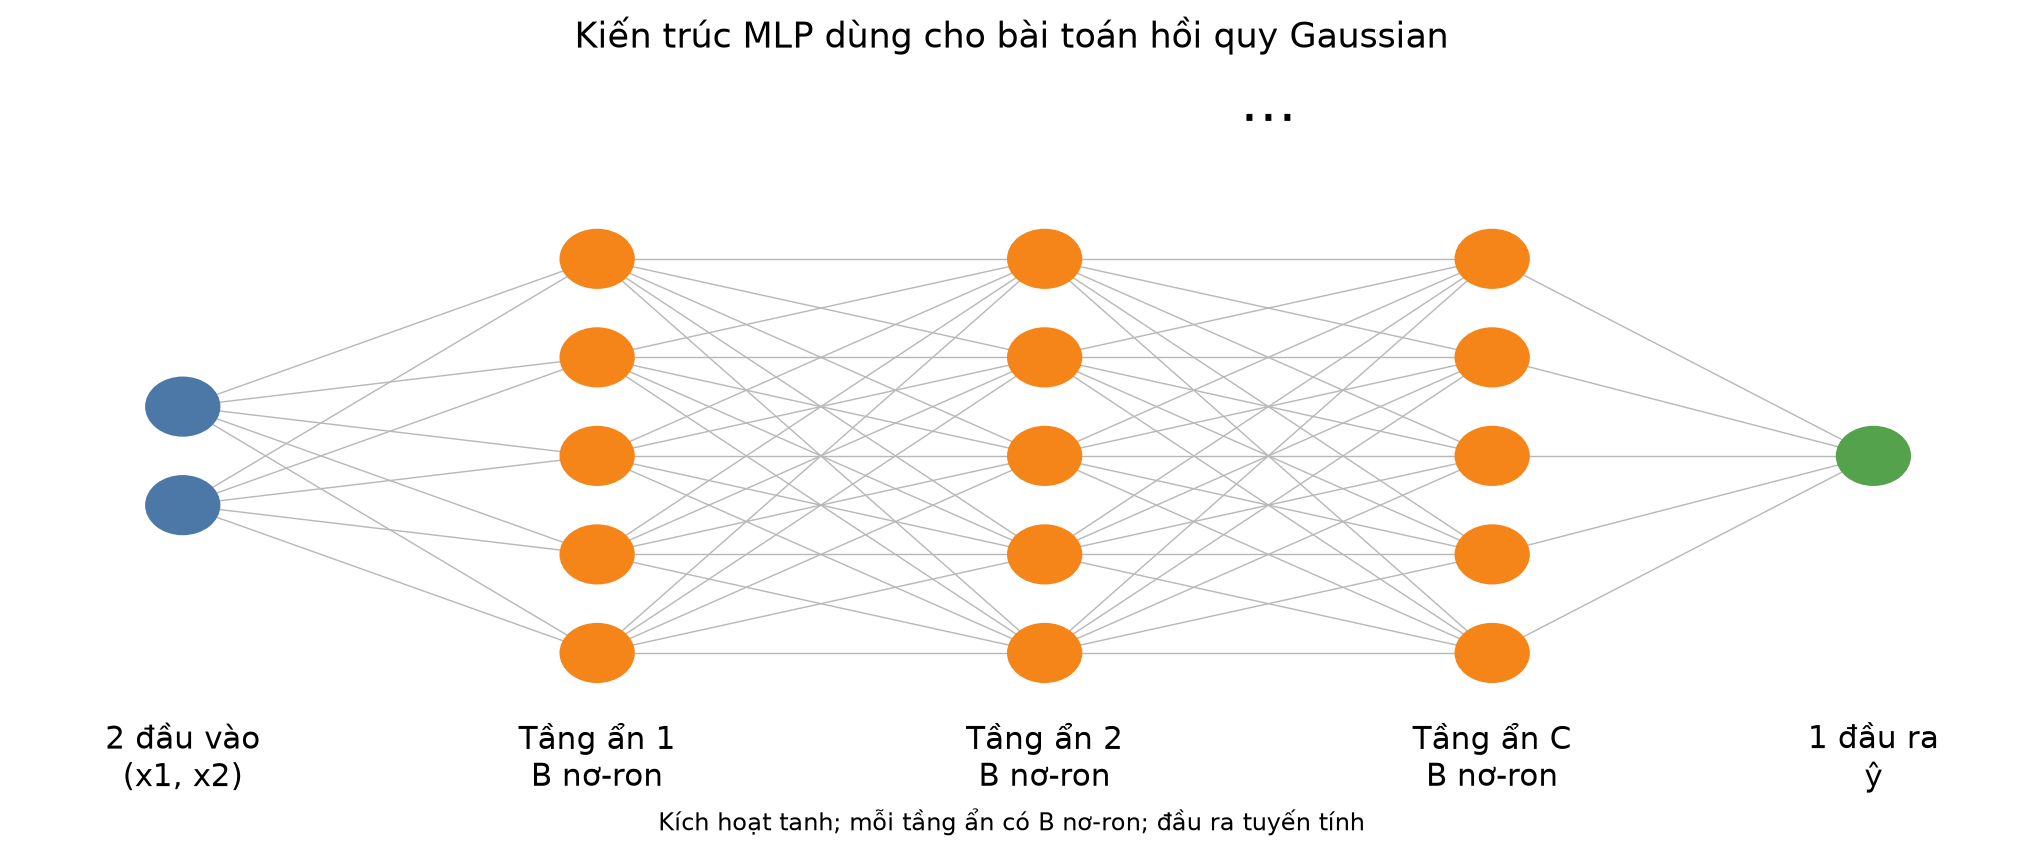 Kiến trúc MLP dùng cho bài toán hồi quy Gaussian
...
2 đầu vào
(x1, x2)
Tầng ẩn 1
B nơ-ron
Tầng ẩn 2
B nơ-ron
Tầng ẩn C
B nơ-ron
1 đầu ra
ŷ
Kích hoạt tanh; mỗi tầng ẩn có B nơ-ron; đầu ra tuyến tính